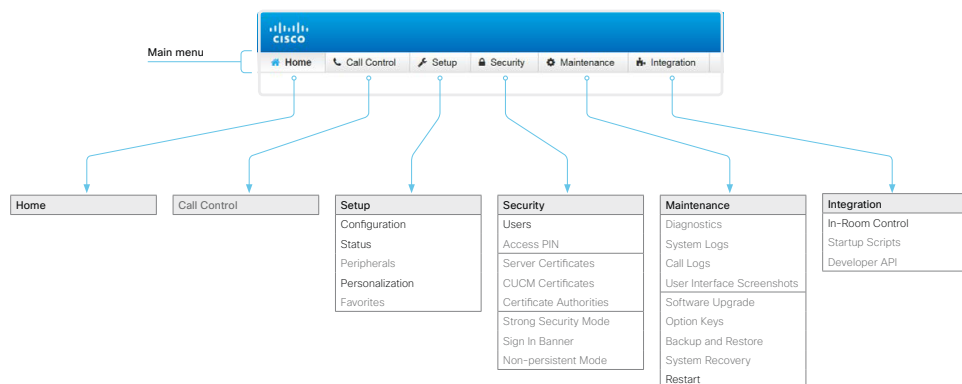 CISCO
Main menu
Home Call Control Setup Security Maintenance Integration
Home
Call Control
Setup
Configuration
Status
Peripherals
Personalization
Favorites
Security
Users
Access PIN
Server Certificates
CUCM Certificates
Certificate Authorities
Strong Security Mode
Sign In Banner
Non-persistent Mode
Maintenance
Diagnostics
System Logs
Call Logs
User Interface Screenshots
Software Upgrade
Option Keys
Backup and Restore
System Recovery
Restart
Integration
In-Room Control
Startup Scripts
Developer API